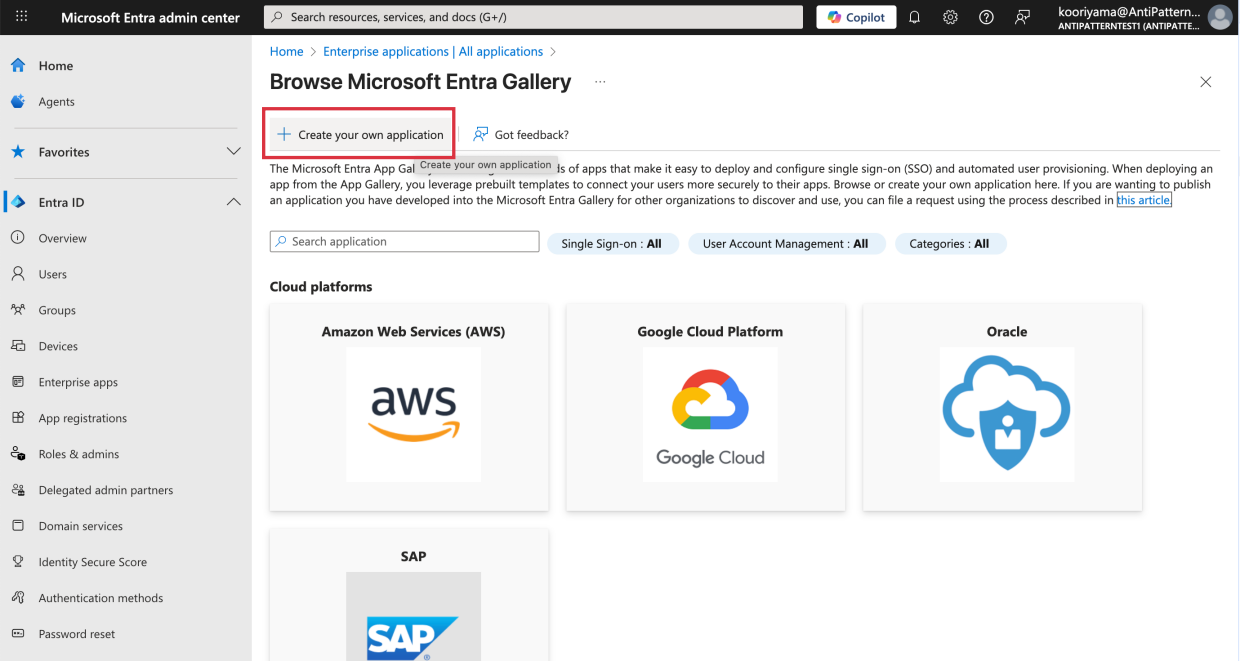 Microsoft Entra admin center
Search resources, services, and docs (G+/)
Copilot
kooriyama@AntiPattern...
ANTIPATTERNTEST1 (ANTIPATTE...
Home
Agents
Favorites
Entra ID
Overview
Users
Groups
Devices
Enterprise apps
App registrations
Roles & admins
Delegated admin partners
Domain services
Identity Secure Score
Authentication methods
Password reset
Home > Enterprise applications | All applications >
Browse Microsoft Entra Gallery ...
Create your own application
Got feedback?
Create your own application
The Microsoft Entra App Gal ds of apps that make it easy to deploy and configure single sign-on (SSO) and automated user provisioning. When deploying an
app from the App Gallery, you leverage prebuilt templates to connect your users more securely to their apps. Browse or create your own application here. If you are wanting to publish
an application you have developed into the Microsoft Entra Gallery for other organizations to discover and use, you can file a request using the process described in this article.
Search application
Single Sign-on : All
User Account Management : All
Categories : All
Cloud platforms
Amazon Web Services (AWS)
aws
Google Cloud Platform
Google Cloud
Oracle
SAP
SAP